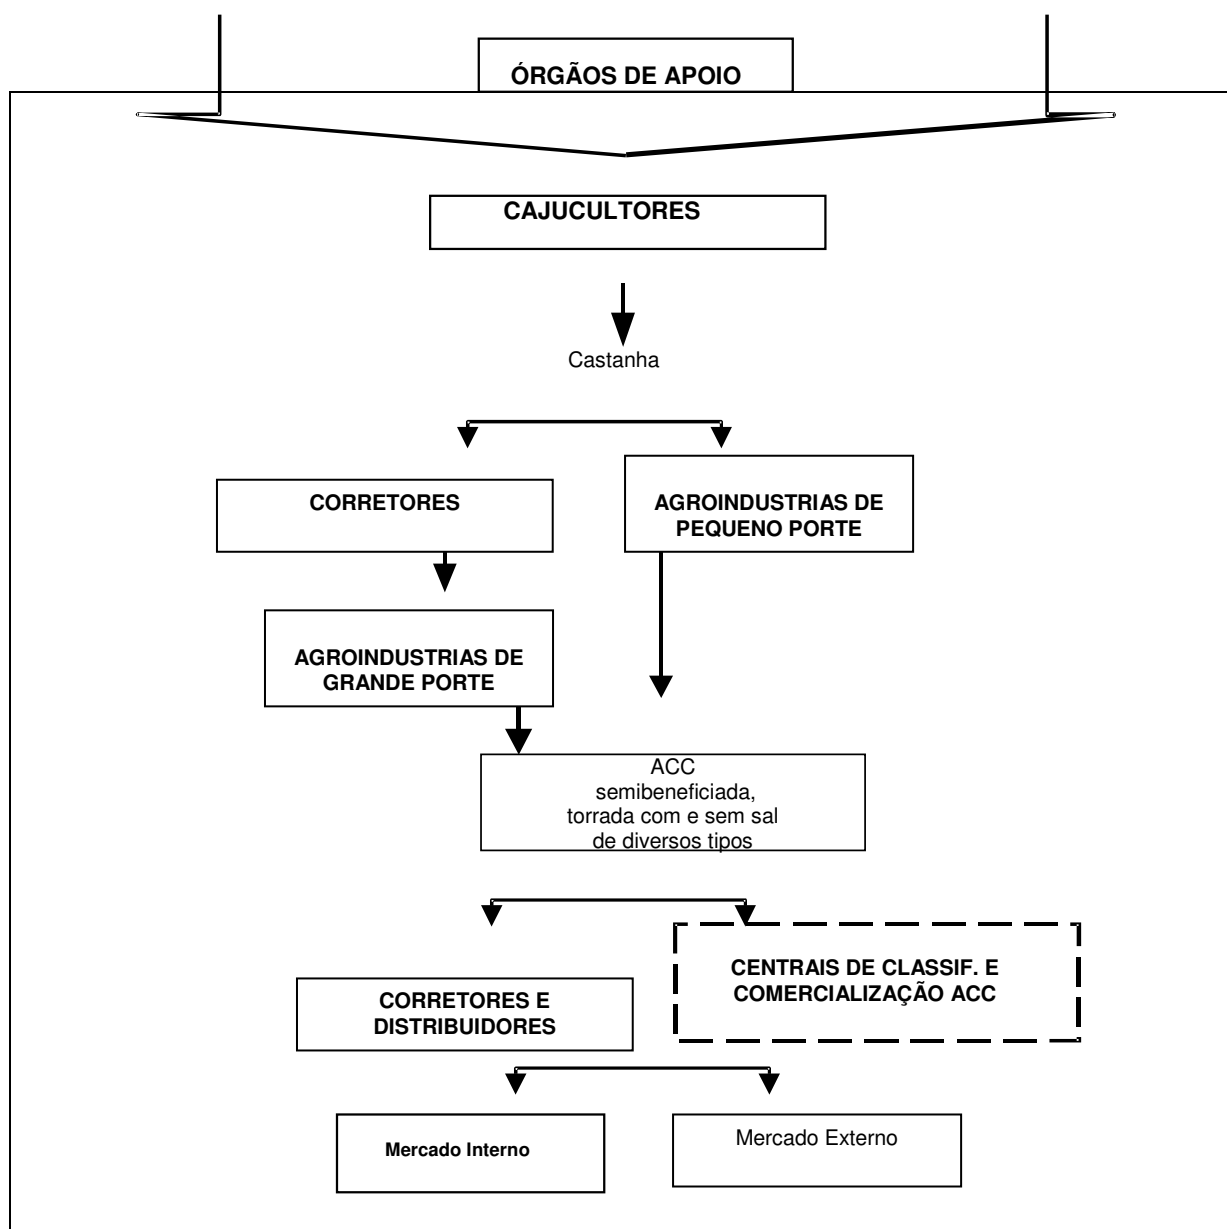 ÓRGÃOS DE APOIO
CAJUCULTORES
Castanha
CORRETORES
AGROINDUSTRIAS DE
PEQUENO PORTE
AGROINDUSTRIAS DE
GRANDE PORTE
ACC
semibeneficiada,
torrada com e sem sal
de diversos tipos
CENTRAIS DE CLASSIF. E
COMERCIALIZAÇÃO ACC
CORRETORES E
DISTRIBUIDORES
Mercado Interno
Mercado Externo